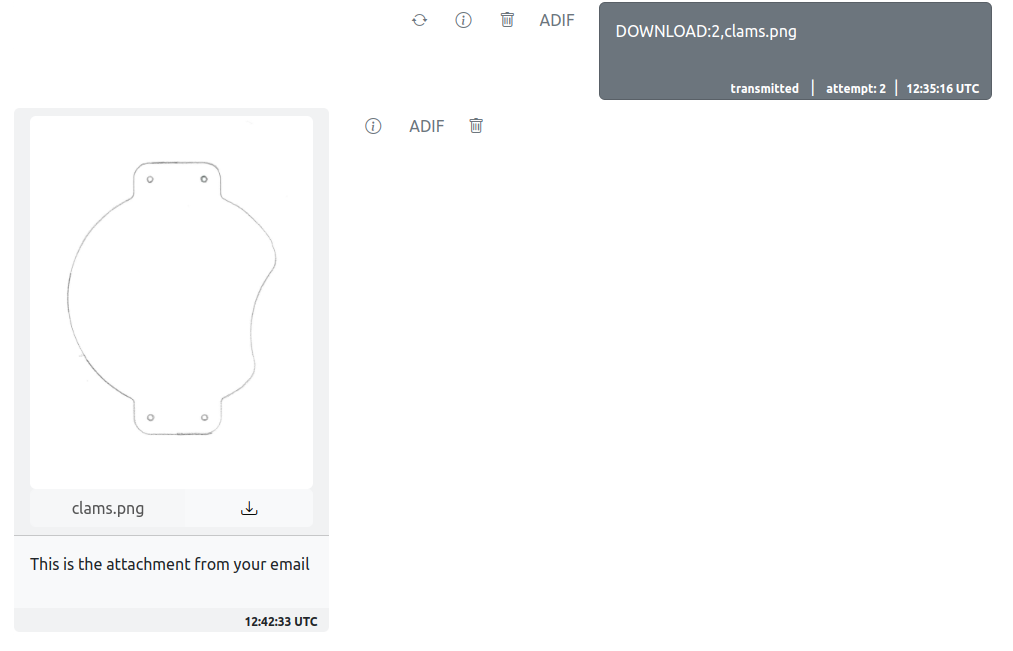 ADIF
DOWNLOAD:2,clams.png
transmitted | attempt: 2 | 12:35:16 UTC
ADIF
clams.png
This is the attachment from your email
12:42:33 UTC